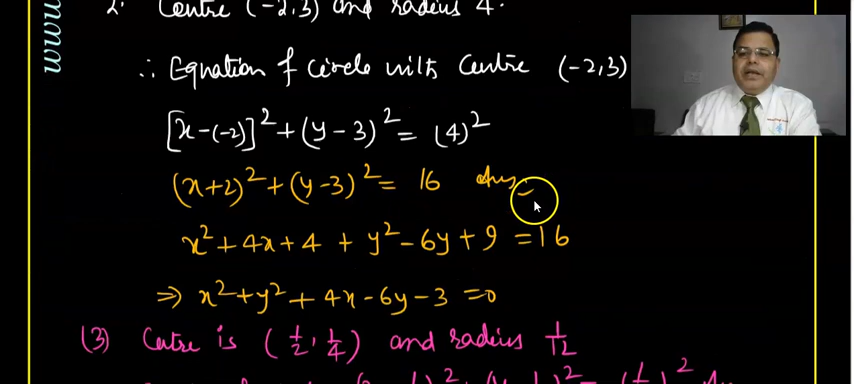 2. Centre (-2,3) and radius 4.
∴ Equation of circle with Centre (-2,3)
[x-(-2)]² + (y-3)² = (4)²
(x+2)² + (y-3)² = 16 Ans.
x² + 4x + 4 + y² - 6y + 9 = 16
⇒ x² + y² + 4x - 6y - 3 = 0
(3) Centre is (1/2, 1/4) and radius 1/12